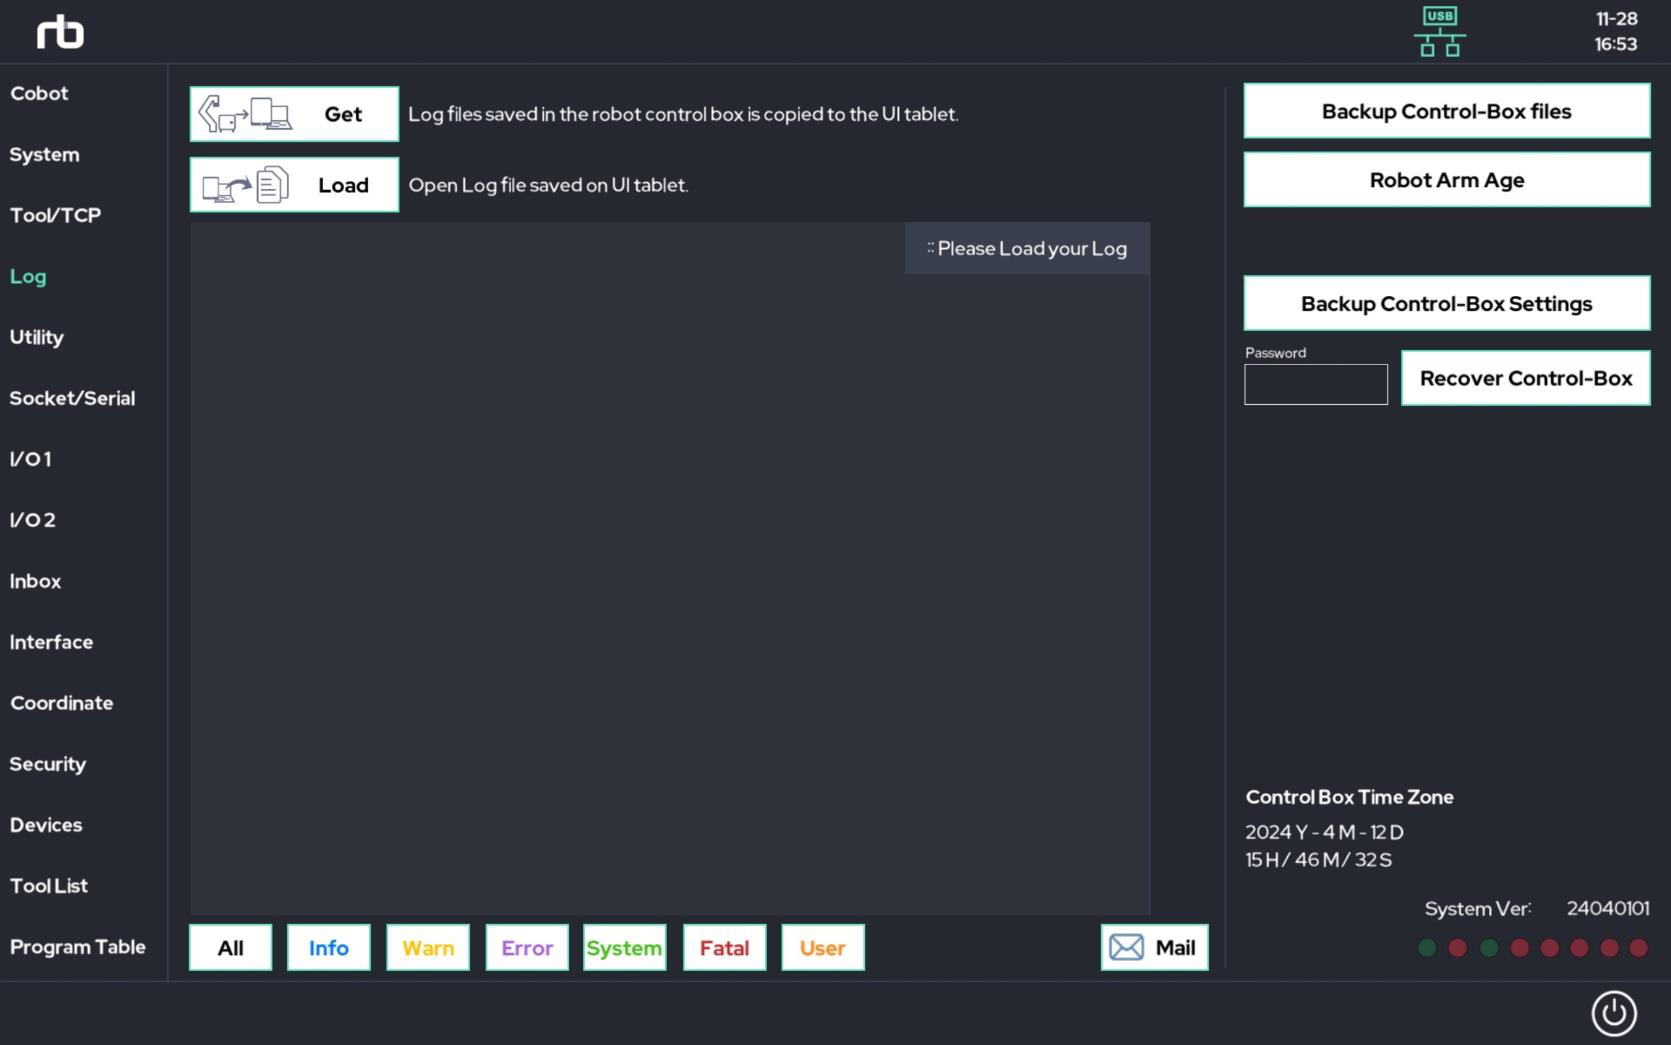 rb
USB
11-28
16:53
Cobot
System
Tool/TCP
Log
Utility
Socket/Serial
I/O 1
I/O 2
Inbox
Interface
Coordinate
Security
Devices
Tool List
Program Table
Get
Log files saved in the robot control box is copied to the UI tablet.
Load
Open Log file saved on UI tablet.
:: Please Load your Log
All
Info
Warn
Error
System
Fatal
User
Mail
Backup Control-Box files
Robot Arm Age
Backup Control-Box Settings
Password
Recover Control-Box
Control Box Time Zone
2024 Y - 4 M - 12 D
15 H / 46 M / 32 S
System Ver: 24040101